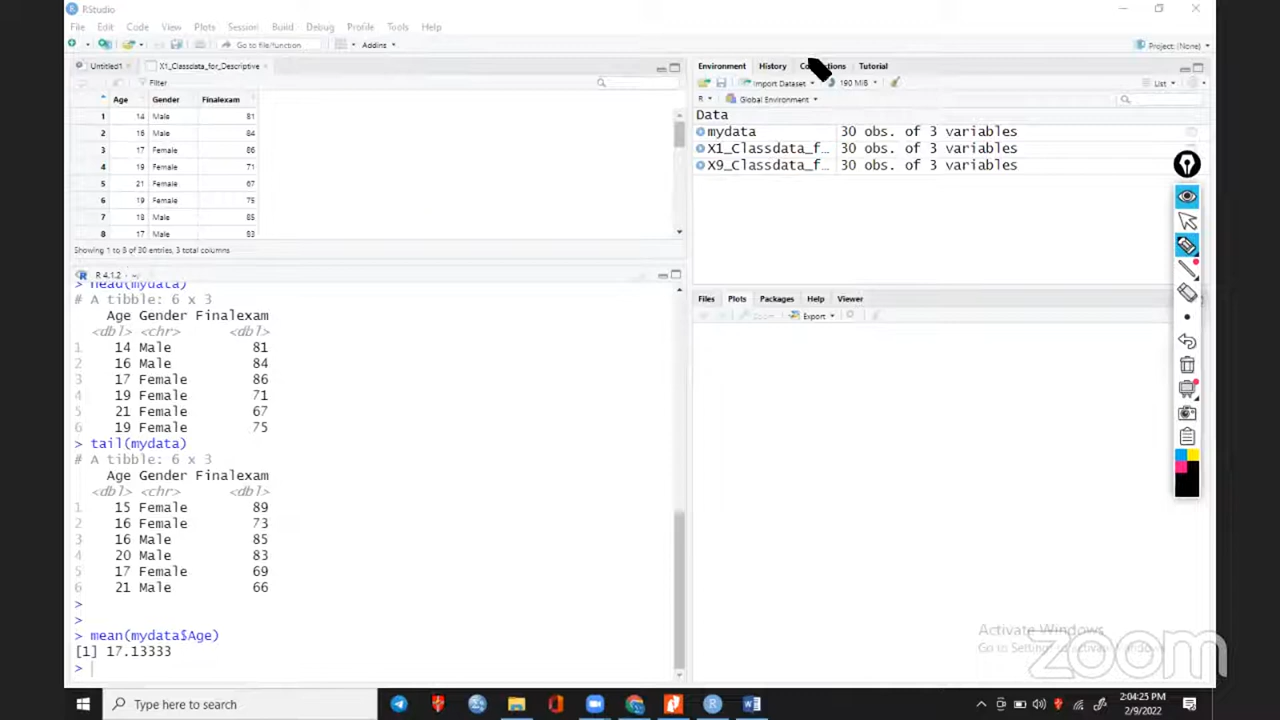 RStudio
File Edit Code View Plots Session Build Debug Profile Tools Help
Go to file/function Addins Project: (None)
Untitled1 X1_Classdata_for_Descriptive
Filter
Age Gender Finalexam
1 14 Male 81
2 16 Male 84
3 17 Female 86
4 19 Female 71
5 21 Female 67
6 19 Female 75
7 18 Male 85
8 17 Male 83
Showing 1 to 8 of 30 entries, 3 total columns
R 4.1.2 · ~/
> head(mydata)
# A tibble: 6 x 3
Age Gender Finalexam
<dbl> <chr> <dbl>
1 14 Male 81
2 16 Male 84
3 17 Female 86
4 19 Female 71
5 21 Female 67
6 19 Female 75
> tail(mydata)
# A tibble: 6 x 3
Age Gender Finalexam
<dbl> <chr> <dbl>
1 15 Female 89
2 16 Female 73
3 16 Male 85
4 20 Male 83
5 17 Female 69
6 21 Male 66
>
>
> mean(mydata$Age)
[1] 17.13333
>
Environment History Tutorial
Import Dataset 190 MiB List
R Global Environment
Data
mydata 30 obs. of 3 variables
X1_Classdata_f… 30 obs. of 3 variables
X9_Classdata_f… 30 obs. of 3 variables
Files Plots Packages Help Viewer
Zoom Export
Activate Windows
Go to Settings to activate Windows.
zoom
Type here to search
2:04:25 PM
2/9/2022